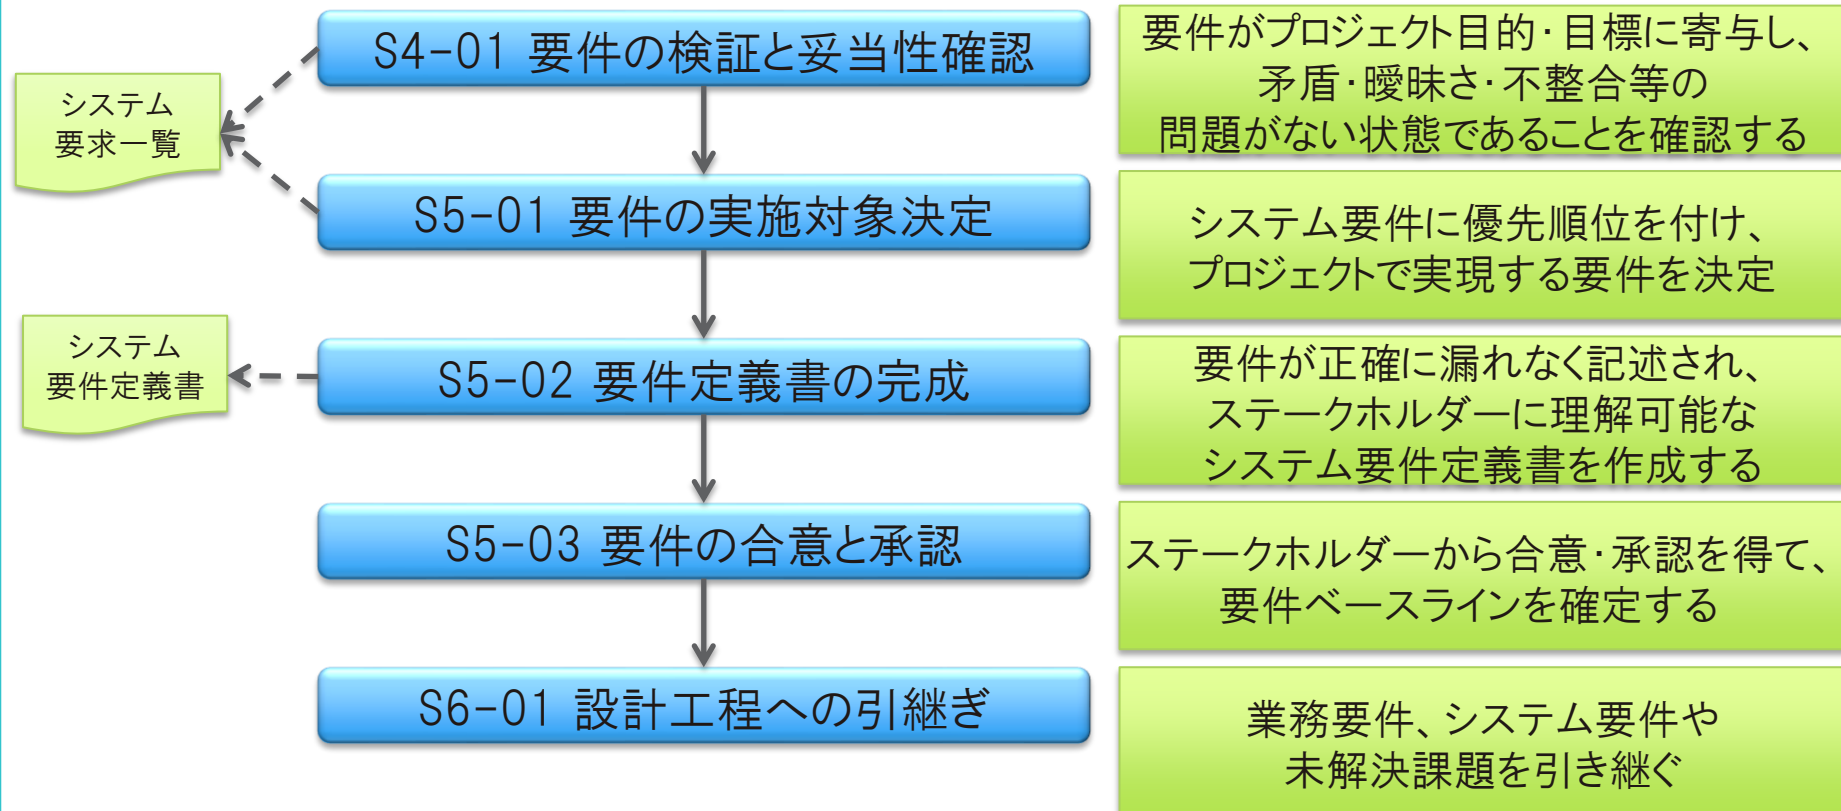 S4-01 要件の検証と妥当性確認
要件がプロジェクト目的・目標に寄与し、
矛盾・曖昧さ・不整合等の
問題がない状態であることを確認する
システム
要求一覧
S5-01 要件の実施対象決定
システム要件に優先順位を付け、
プロジェクトで実現する要件を決定
システム
要件定義書
S5-02 要件定義書の完成
要件が正確に漏れなく記述され、
ステークホルダーに理解可能な
システム要件定義書を作成する
S5-03 要件の合意と承認
ステークホルダーから合意・承認を得て、
要件ベースラインを確定する
S6-01 設計工程への引継ぎ
業務要件、システム要件や
未解決課題を引き継ぐ